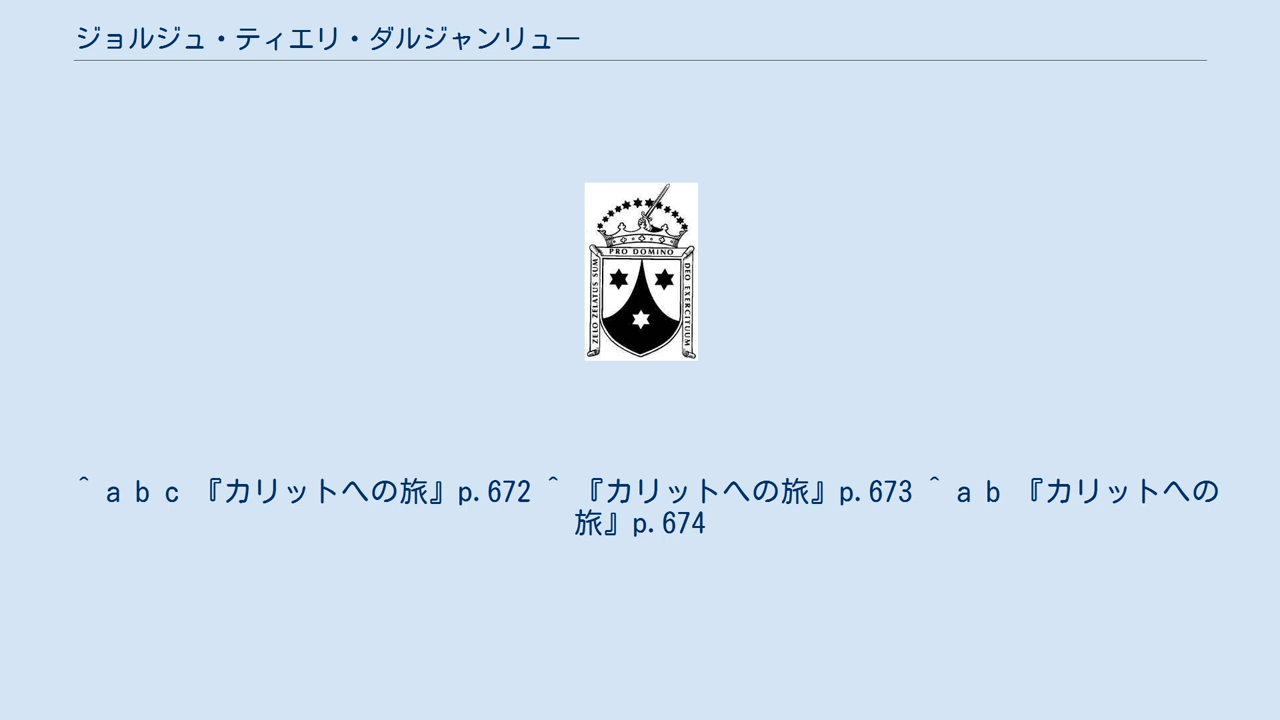 ジョルジュ・ティエリ・ダルジャンリュー
PRO DOMINO
ZELO ZELATUS SUM
DEO EXERCITUUM
^ a b c 『カリットへの旅』p.672 ^ 『カリットへの旅』p.673 ^ a b 『カリットへの
旅』p.674